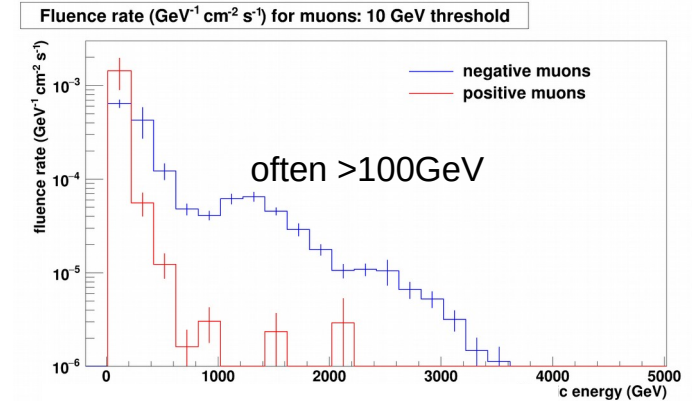 Fluence rate (GeV⁻¹ cm⁻² s⁻¹) for muons: 10 GeV threshold
fluence rate (GeV⁻¹ cm⁻² s⁻¹)
negative muons
positive muons
often >100GeV
10⁻³
10⁻⁴
10⁻⁵
10⁻⁶
0 1000 2000 3000 4000 5000
c energy (GeV)